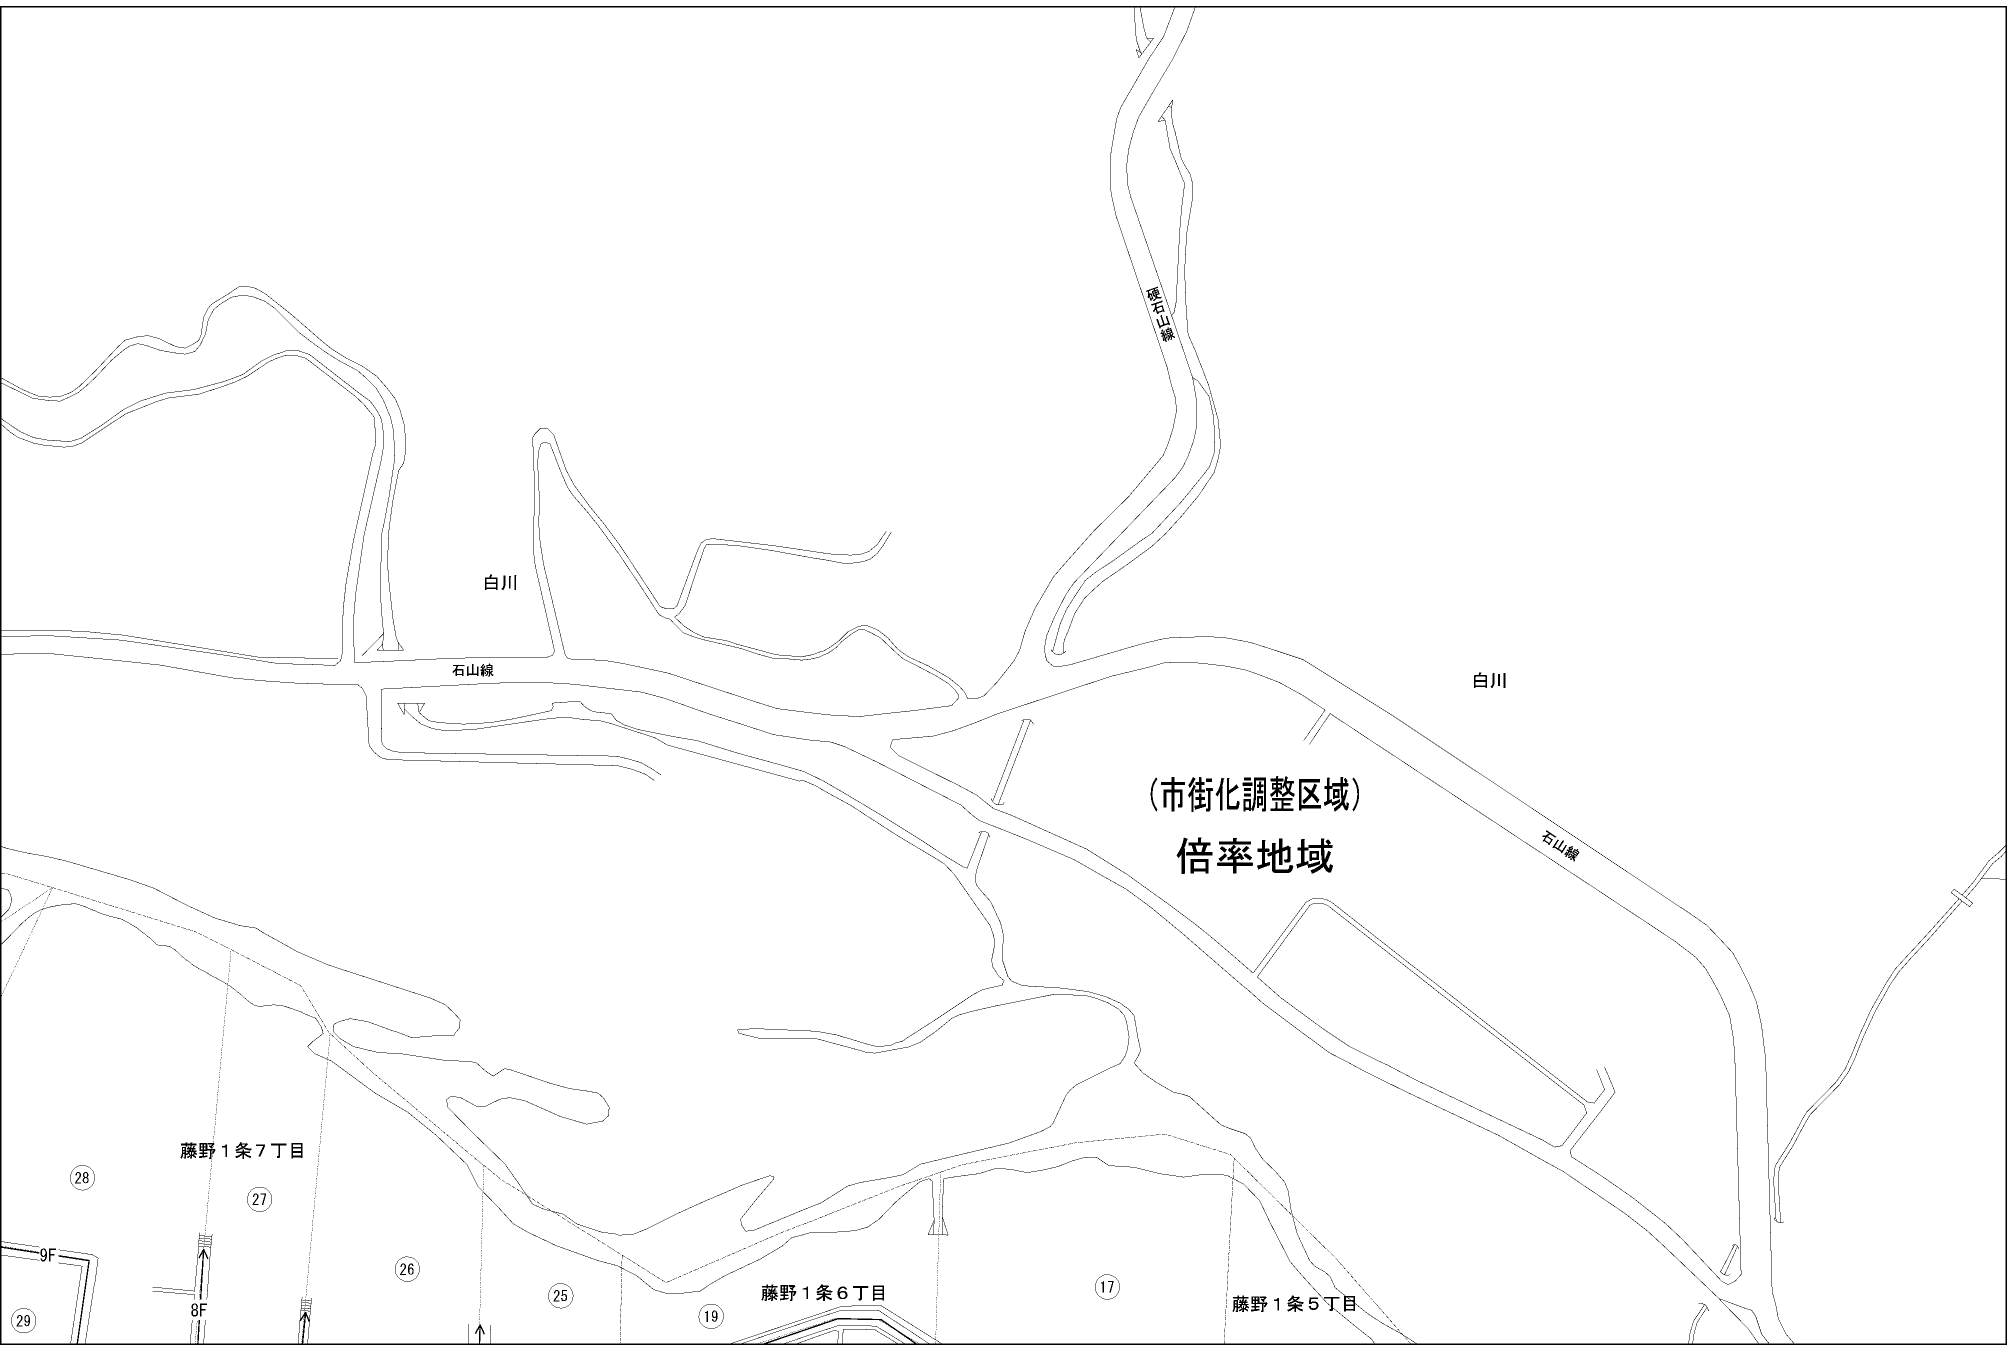 硬石山線
白川
石山線
白川
（市街化調整区域）
倍率地域
石山線
藤野１条７丁目
28
27
9F
26
8F
25
藤野１条６丁目
17
藤野１条５丁目
29
19